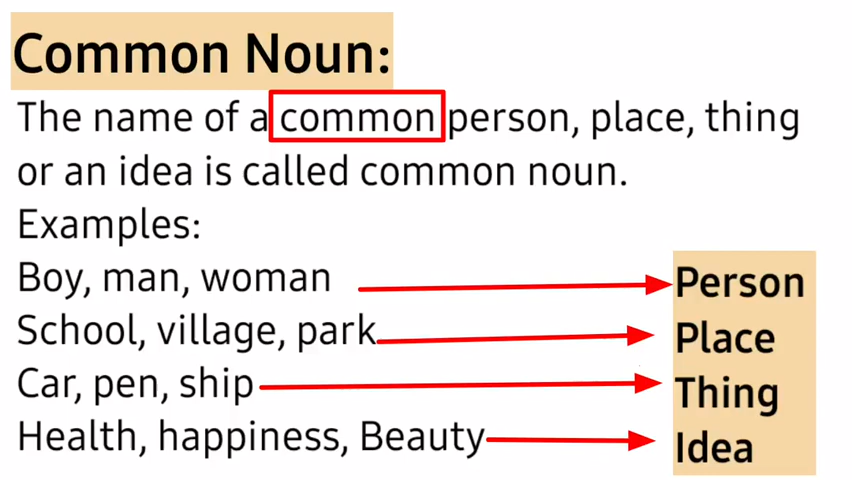 Common Noun:
The name of a common person, place, thing
or an idea is called common noun.
Examples:
Boy, man, woman
Person
School, village, park
Place
Car, pen, ship
Thing
Health, happiness, Beauty
Idea